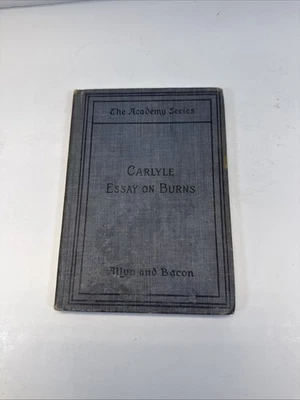 The Academy Series
CARLYLE
ESSAY ON BURNS
Allyn and Bacon